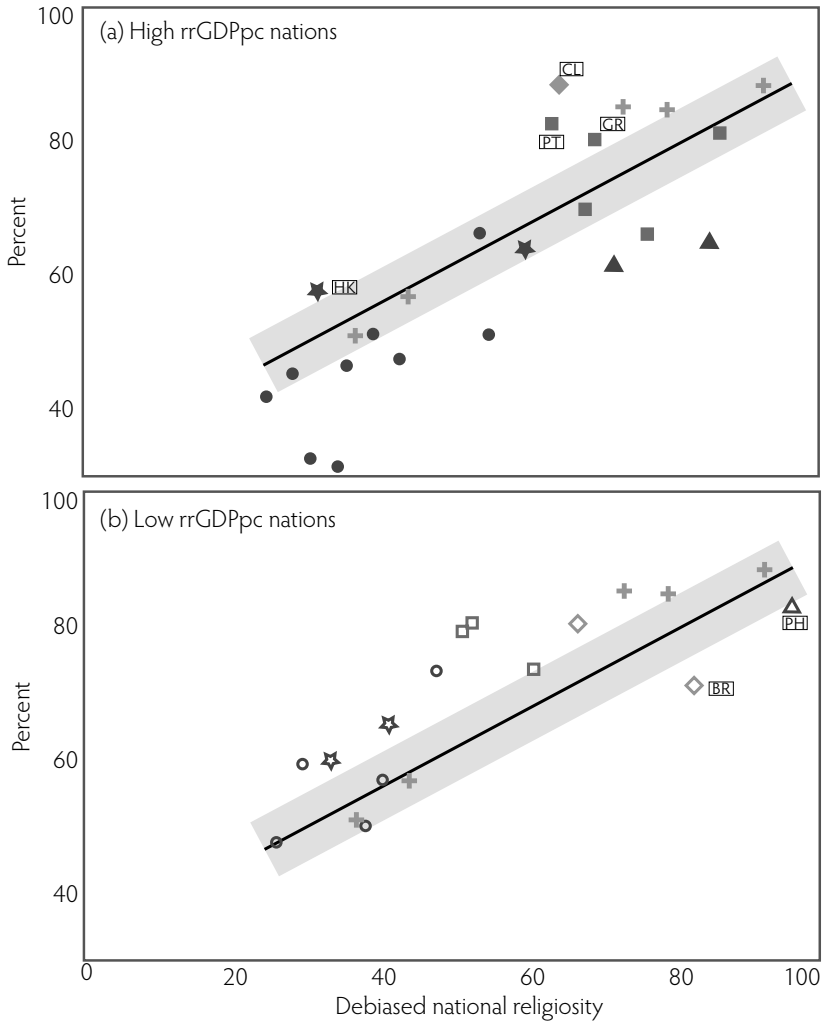 100
(a) High rrGDPpc nations
CL
GR
80
PT
Percent
60
HK
40
100
(b) Low rrGDPpc nations
80
PH
BR
Percent
60
40
0 20 40 60 80 100
Debiased national religiosity